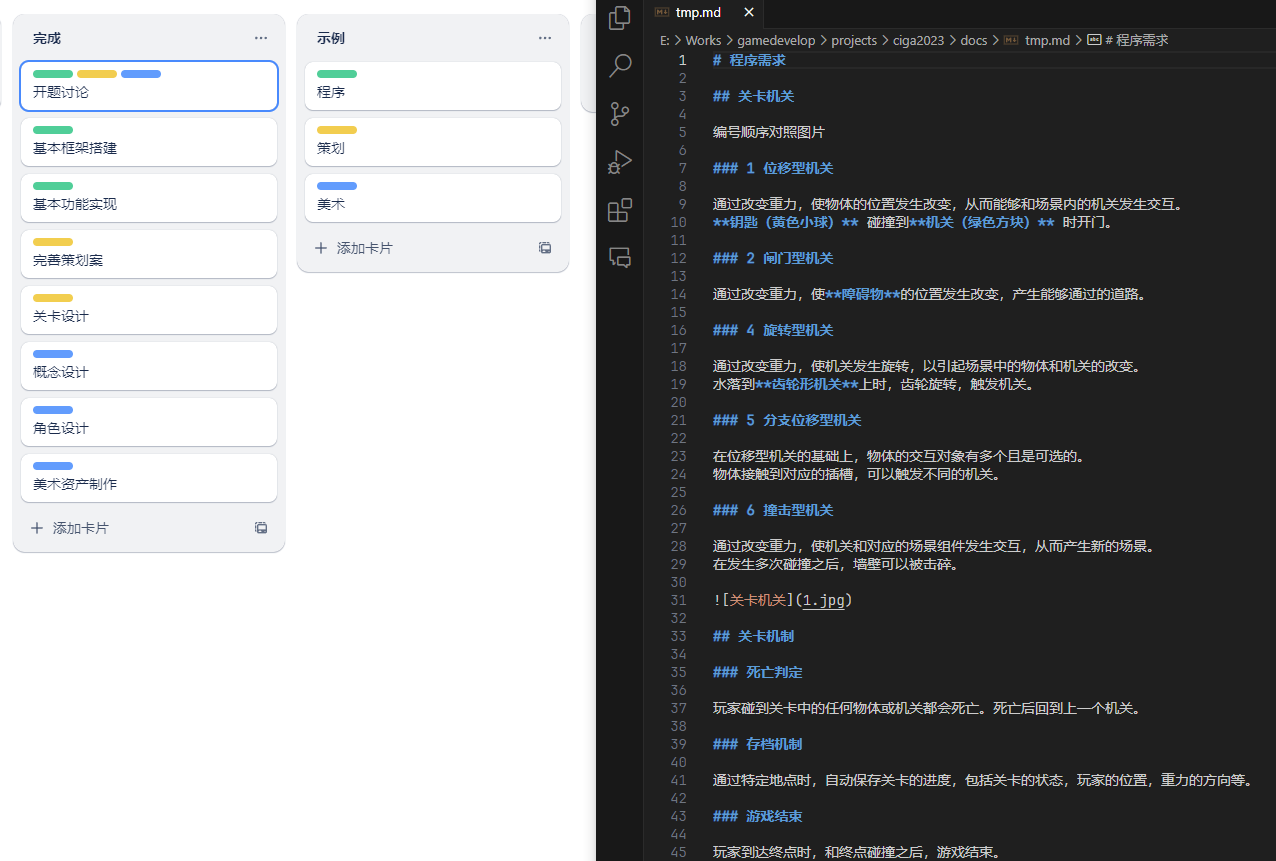 完成
开题讨论
基本框架搭建
基本功能实现
完善策划案
关卡设计
概念设计
角色设计
美术资产制作
添加卡片
示例
程序
策划
美术
添加卡片
tmp.md
E: > Works > gamedevelop > projects > ciga2023 > docs > tmp.md > # 程序需求
1 # 程序需求
2
3 ## 关卡机关
4
5 编号顺序对照图片
6
7 ### 1 位移型机关
8
9 通过改变重力，使物体的位置发生改变，从而能够和场景内的机关发生交互。
10 **钥匙（黄色小球）** 碰撞到**机关（绿色方块）** 时开门。
11
12 ### 2 闸门型机关
13
14 通过改变重力，使**障碍物**的位置发生改变，产生能够通过的道路。
15
16 ### 4 旋转型机关
17
18 通过改变重力，使机关发生旋转，以引起场景中的物体和机关的改变。
19 水落到**齿轮形机关**上时，齿轮旋转，触发机关。
20
21 ### 5 分支位移型机关
22
23 在位移型机关的基础上，物体的交互对象有多个且是可选的。
24 物体接触到对应的插槽，可以触发不同的机关。
25
26 ### 6 撞击型机关
27
28 通过改变重力，使机关和对应的场景组件发生交互，从而产生新的场景。
29 在发生多次碰撞之后，墙壁可以被击碎。
30
31 ![关卡机关](1.jpg)
32
33 ## 关卡机制
34
35 ### 死亡判定
36
37 玩家碰到关卡中的任何物体或机关都会死亡。死亡后回到上一个机关。
38
39 ### 存档机制
40
41 通过特定地点时，自动保存关卡的进度，包括关卡的状态，玩家的位置，重力的方向等。
42
43 ### 游戏结束
44
45 玩家到达终点时，和终点碰撞之后，游戏结束。